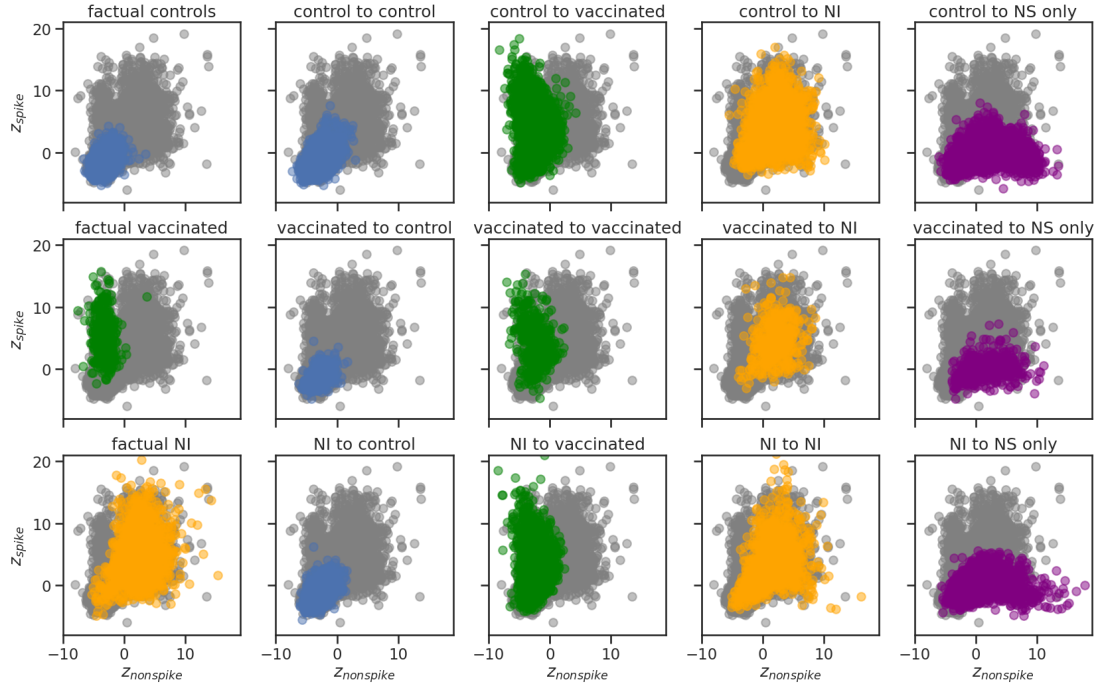 factual controls control to control control to vaccinated control to NI control to NS only
20
10
0
z_spike
factual vaccinated vaccinated to control vaccinated to vaccinated vaccinated to NI vaccinated to NS only
20
10
0
z_spike
factual NI NI to control NI to vaccinated NI to NI NI to NS only
20
10
0
z_spike
−10 0 10 −10 0 10 −10 0 10 −10 0 10 −10 0 10
z_nonspike z_nonspike z_nonspike z_nonspike z_nonspike